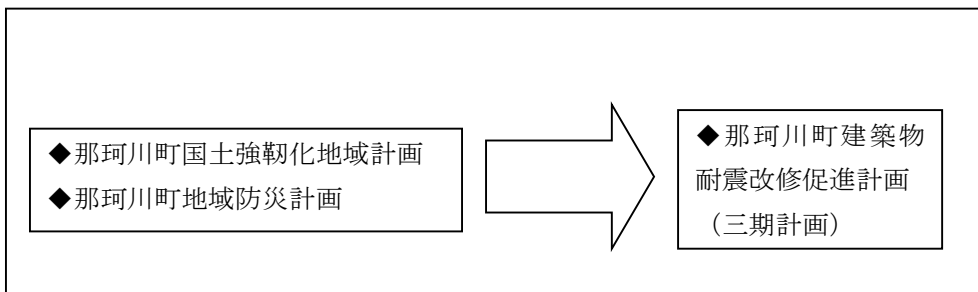 ◆那珂川町国土強靭化地域計画
◆那珂川町地域防災計画
◆那珂川町建築物
耐震改修促進計画
（三期計画）